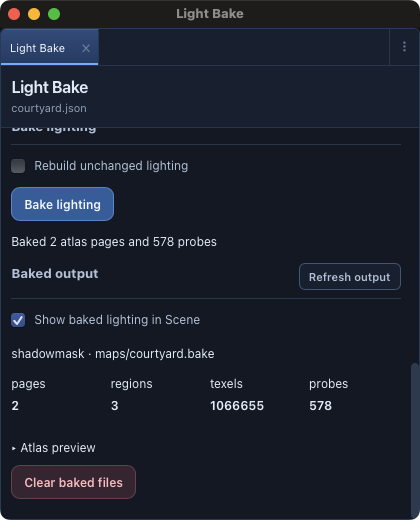 Light Bake
Light Bake
Light Bake
courtyard.json
Bake lighting
Rebuild unchanged lighting
Bake lighting
Baked 2 atlas pages and 578 probes
Baked output
Refresh output
Show baked lighting in Scene
shadowmask · maps/courtyard.bake
pages regions texels probes
2 3 1066655 578
▸ Atlas preview
Clear baked files